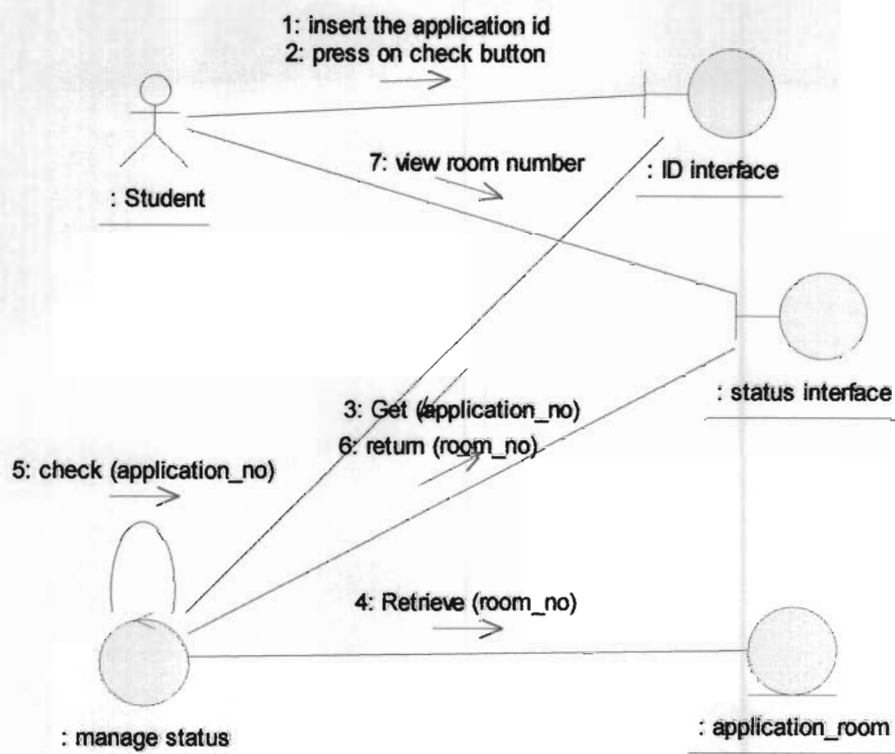 1: insert the application id
2: press on check button
: Student
7: view room number
: ID interface
: status interface
3: Get (application_no)
6: return (room_no)
5: check (application_no)
4: Retrieve (room_no)
: manage status
: application_room